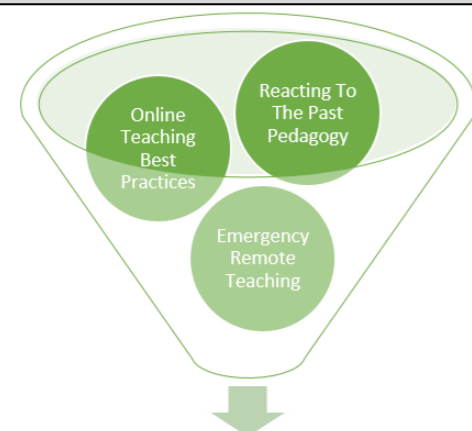 Online
Teaching
Best
Practices
Reacting To
The Past
Pedagogy
Emergency
Remote
Teaching